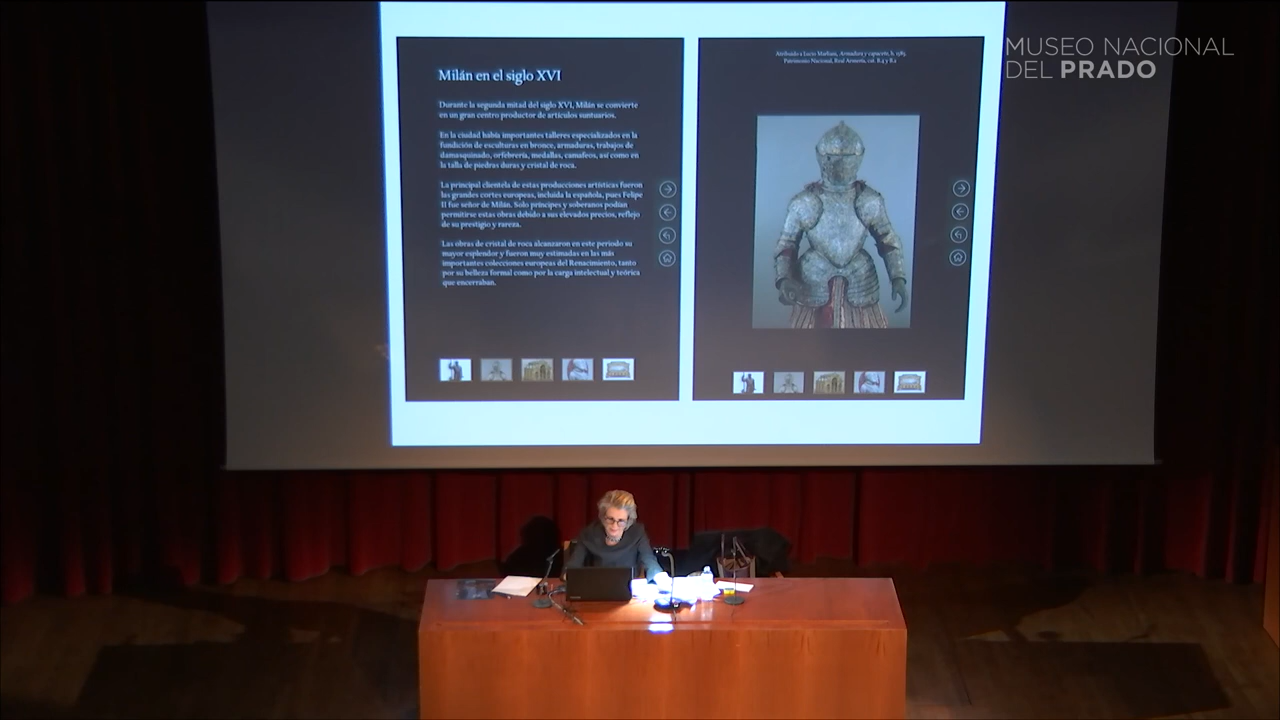 MUSEO NACIONAL
DEL PRADO
Milán en el siglo XVI
Durante la segunda mitad del siglo XVI, Milán se convierte
en un gran centro productor de artículos suntuarios.
En la ciudad había importantes talleres especializados en la
fundición de esculturas en bronce, armaduras, trabajos de
damasquinado, orfebrería, medallas, camafeos, así como en
la talla de piedras duras y cristal de roca.
La principal clientela de estas producciones artísticas fueron
las grandes cortes europeas, incluida la española, pues Felipe
II fue señor de Milán. Solo príncipes y soberanos podían
permitirse estas obras debido a sus elevados precios, reflejo
de su prestigio y rareza.
Las obras de cristal de roca alcanzaron en este periodo su
mayor esplendor y fueron muy estimadas en las más
importantes colecciones europeas del Renacimiento, tanto
por su belleza formal como por la carga intelectual y teórica
que encerraban.
Atribuido a Lucio Marliani, Armadura y capacete, h. 1585
Patrimonio Nacional, Real Armería, cat.